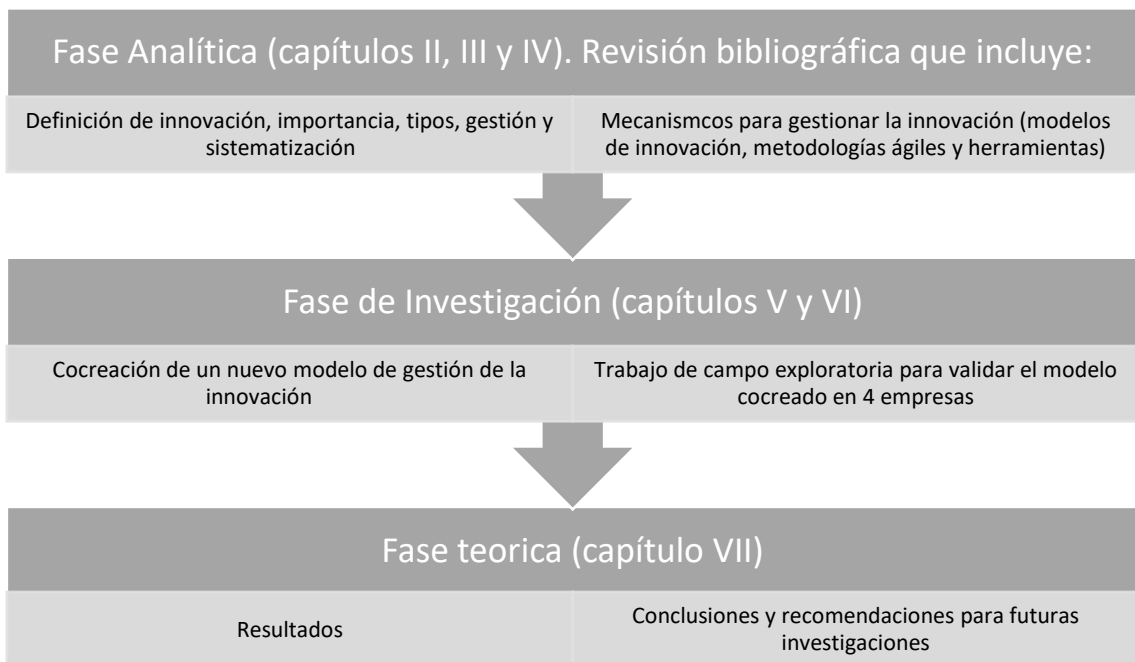 Fase Analítica (capítulos II, III y IV). Revisión bibliográfica que incluye:
Definición de innovación, importancia, tipos, gestión y
sistematización
Mecanismcos para gestionar la innovación (modelos
de innovación, metodologías ágiles y herramientas)
Fase de Investigación (capítulos V y VI)
Cocreación de un nuevo modelo de gestión de la
innovación
Trabajo de campo exploratoria para validar el modelo
cocreado en 4 empresas
Fase teorica (capítulo VII)
Resultados
Conclusiones y recomendaciones para futuras
investigaciones